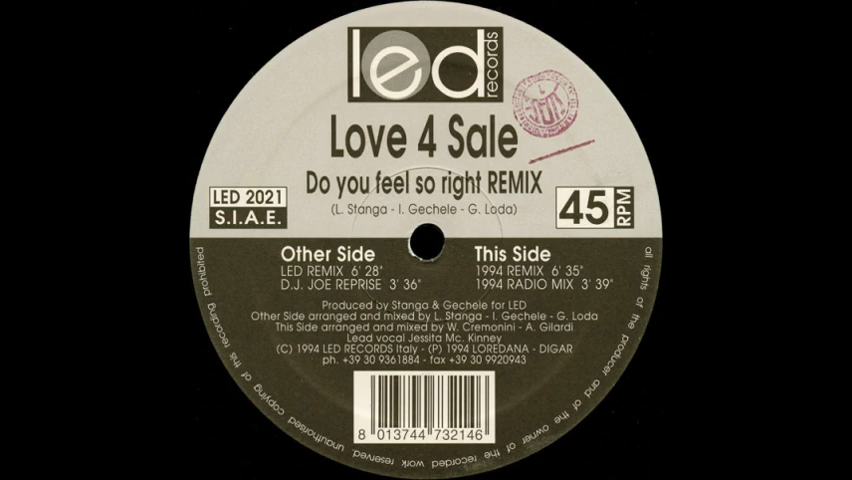 led records
Love 4 Sale
Do you feel so right REMIX
(L. Stanga - I. Gechele - G. Loda)
LED 2021
S.I.A.E.
45 RPM
Other Side
LED REMIX 6' 28"
D.J. JOE REPRISE 3' 36"
This Side
1994 REMIX 6' 35"
1994 RADIO MIX 3' 39"
Produced by Stanga & Gechele for LED
Other Side arranged and mixed by L. Stanga - I. Gechele - G. Loda
This Side arranged and mixed by W. Cremonini - A. Gilardi
Lead vocal Jessita Mc. Kinney
(C) 1994 LED RECORDS Italy - (P) 1994 LOREDANA - DIGAR
ph. +39 30 9361884 - fax +39 30 9920943
8 013744 732146
all rights of the producer and of the owner of the recorded work reserved. unauthorised copying of this recording prohibited